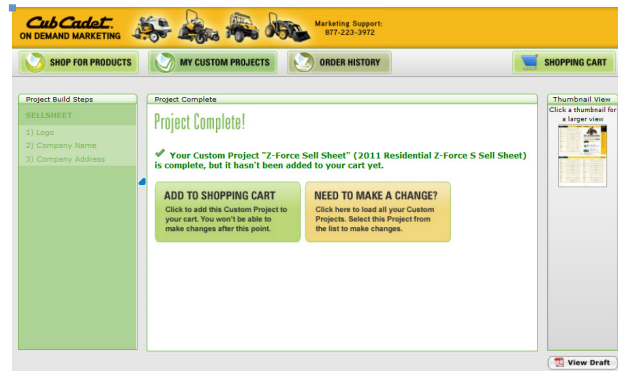 Cub Cadet.
ON DEMAND MARKETING
Marketing Support:
877-223-3972
SHOP FOR PRODUCTS
MY CUSTOM PROJECTS
ORDER HISTORY
SHOPPING CART
Project Build Steps
SELLSHEET
1) Logo
2) Company Name
3) Company Address
Project Complete
Project Complete!
Your Custom Project "Z-Force Sell Sheet" (2011 Residential Z-Force S Sell Sheet)
is complete, but it hasn't been added to your cart yet.
ADD TO SHOPPING CART
Click to add this Custom Project to
your cart. You won't be able to
make changes after this point.
NEED TO MAKE A CHANGE?
Click here to load all your Custom
Projects. Select this Project from
the list to make changes.
Thumbnail View
Click a thumbnail for
a larger view
View Draft